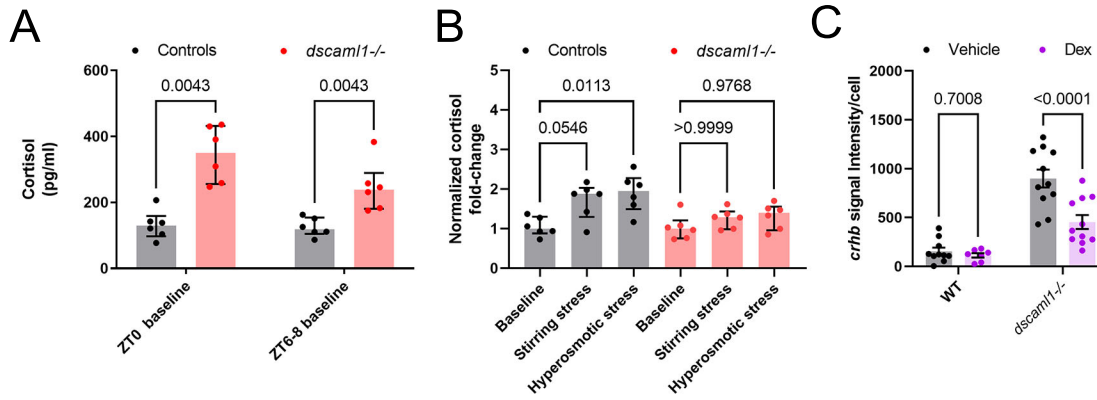 A
Controls
dscaml1-/-
Cortisol
(pg/ml)
600
400
200
0
0.0043
0.0043
ZT0 baseline
ZT6-8 baseline
B
Controls
dscaml1-/-
Normalized cortisol
fold-change
5
4
3
2
1
0
0.0113
0.9768
0.0546
>0.9999
Baseline
Stirring stress
Hyperosmotic stress
Baseline
Stirring stress
Hyperosmotic stress
C
Vehicle
Dex
crhb signal intensity/cell
2000
1500
1000
500
0
0.7008
<0.0001
WT
dscaml1-/-